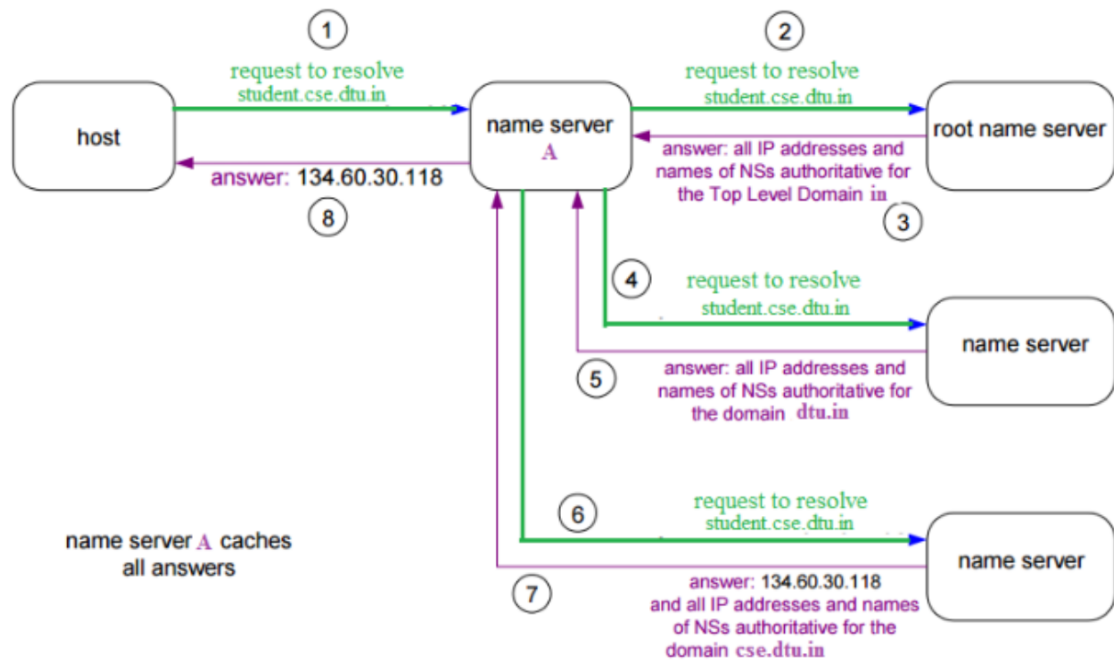 1
request to resolve
student.cse.dtu.in
host
name server
A
answer: 134.60.30.118
8
2
request to resolve
student.cse.dtu.in
root name server
answer: all IP addresses and
names of NSs authoritative for
the Top Level Domain in
3
4
request to resolve
student.cse.dtu.in
name server
5
answer: all IP addresses and
names of NSs authoritative for
the domain dtu.in
6
request to resolve
student.cse.dtu.in
name server
7
answer: 134.60.30.118
and all IP addresses and names
of NSs authoritative for the
domain cse.dtu.in
name server A caches
all answers